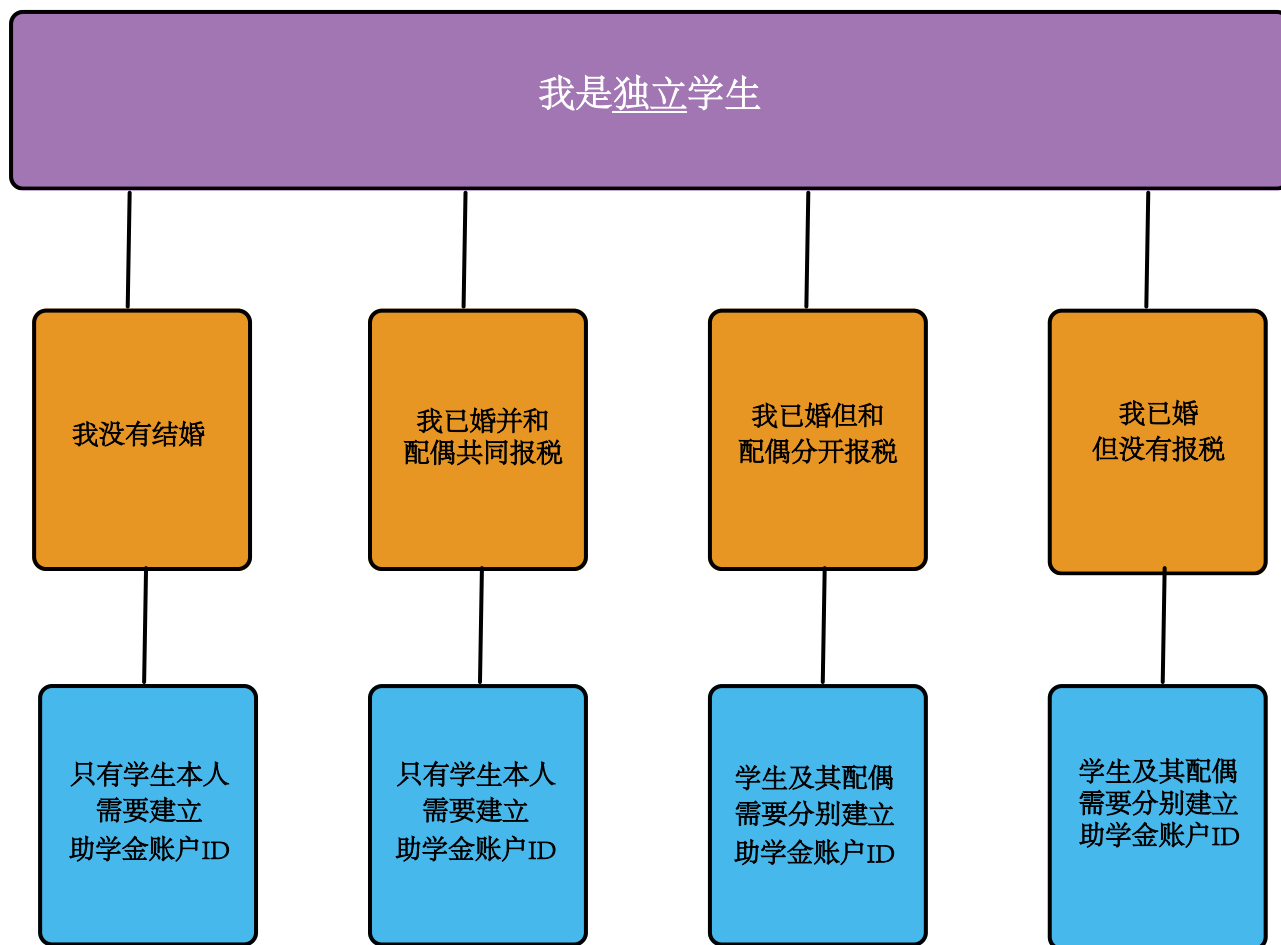 我是独立学生
我没有结婚
我已婚并和
配偶共同报税
我已婚但和
配偶分开报税
我已婚
但没有报税
只有学生本人
需要建立
助学金账户ID
只有学生本人
需要建立
助学金账户ID
学生及其配偶
需要分别建立
助学金账户ID
学生及其配偶
需要分别建立
助学金账户ID